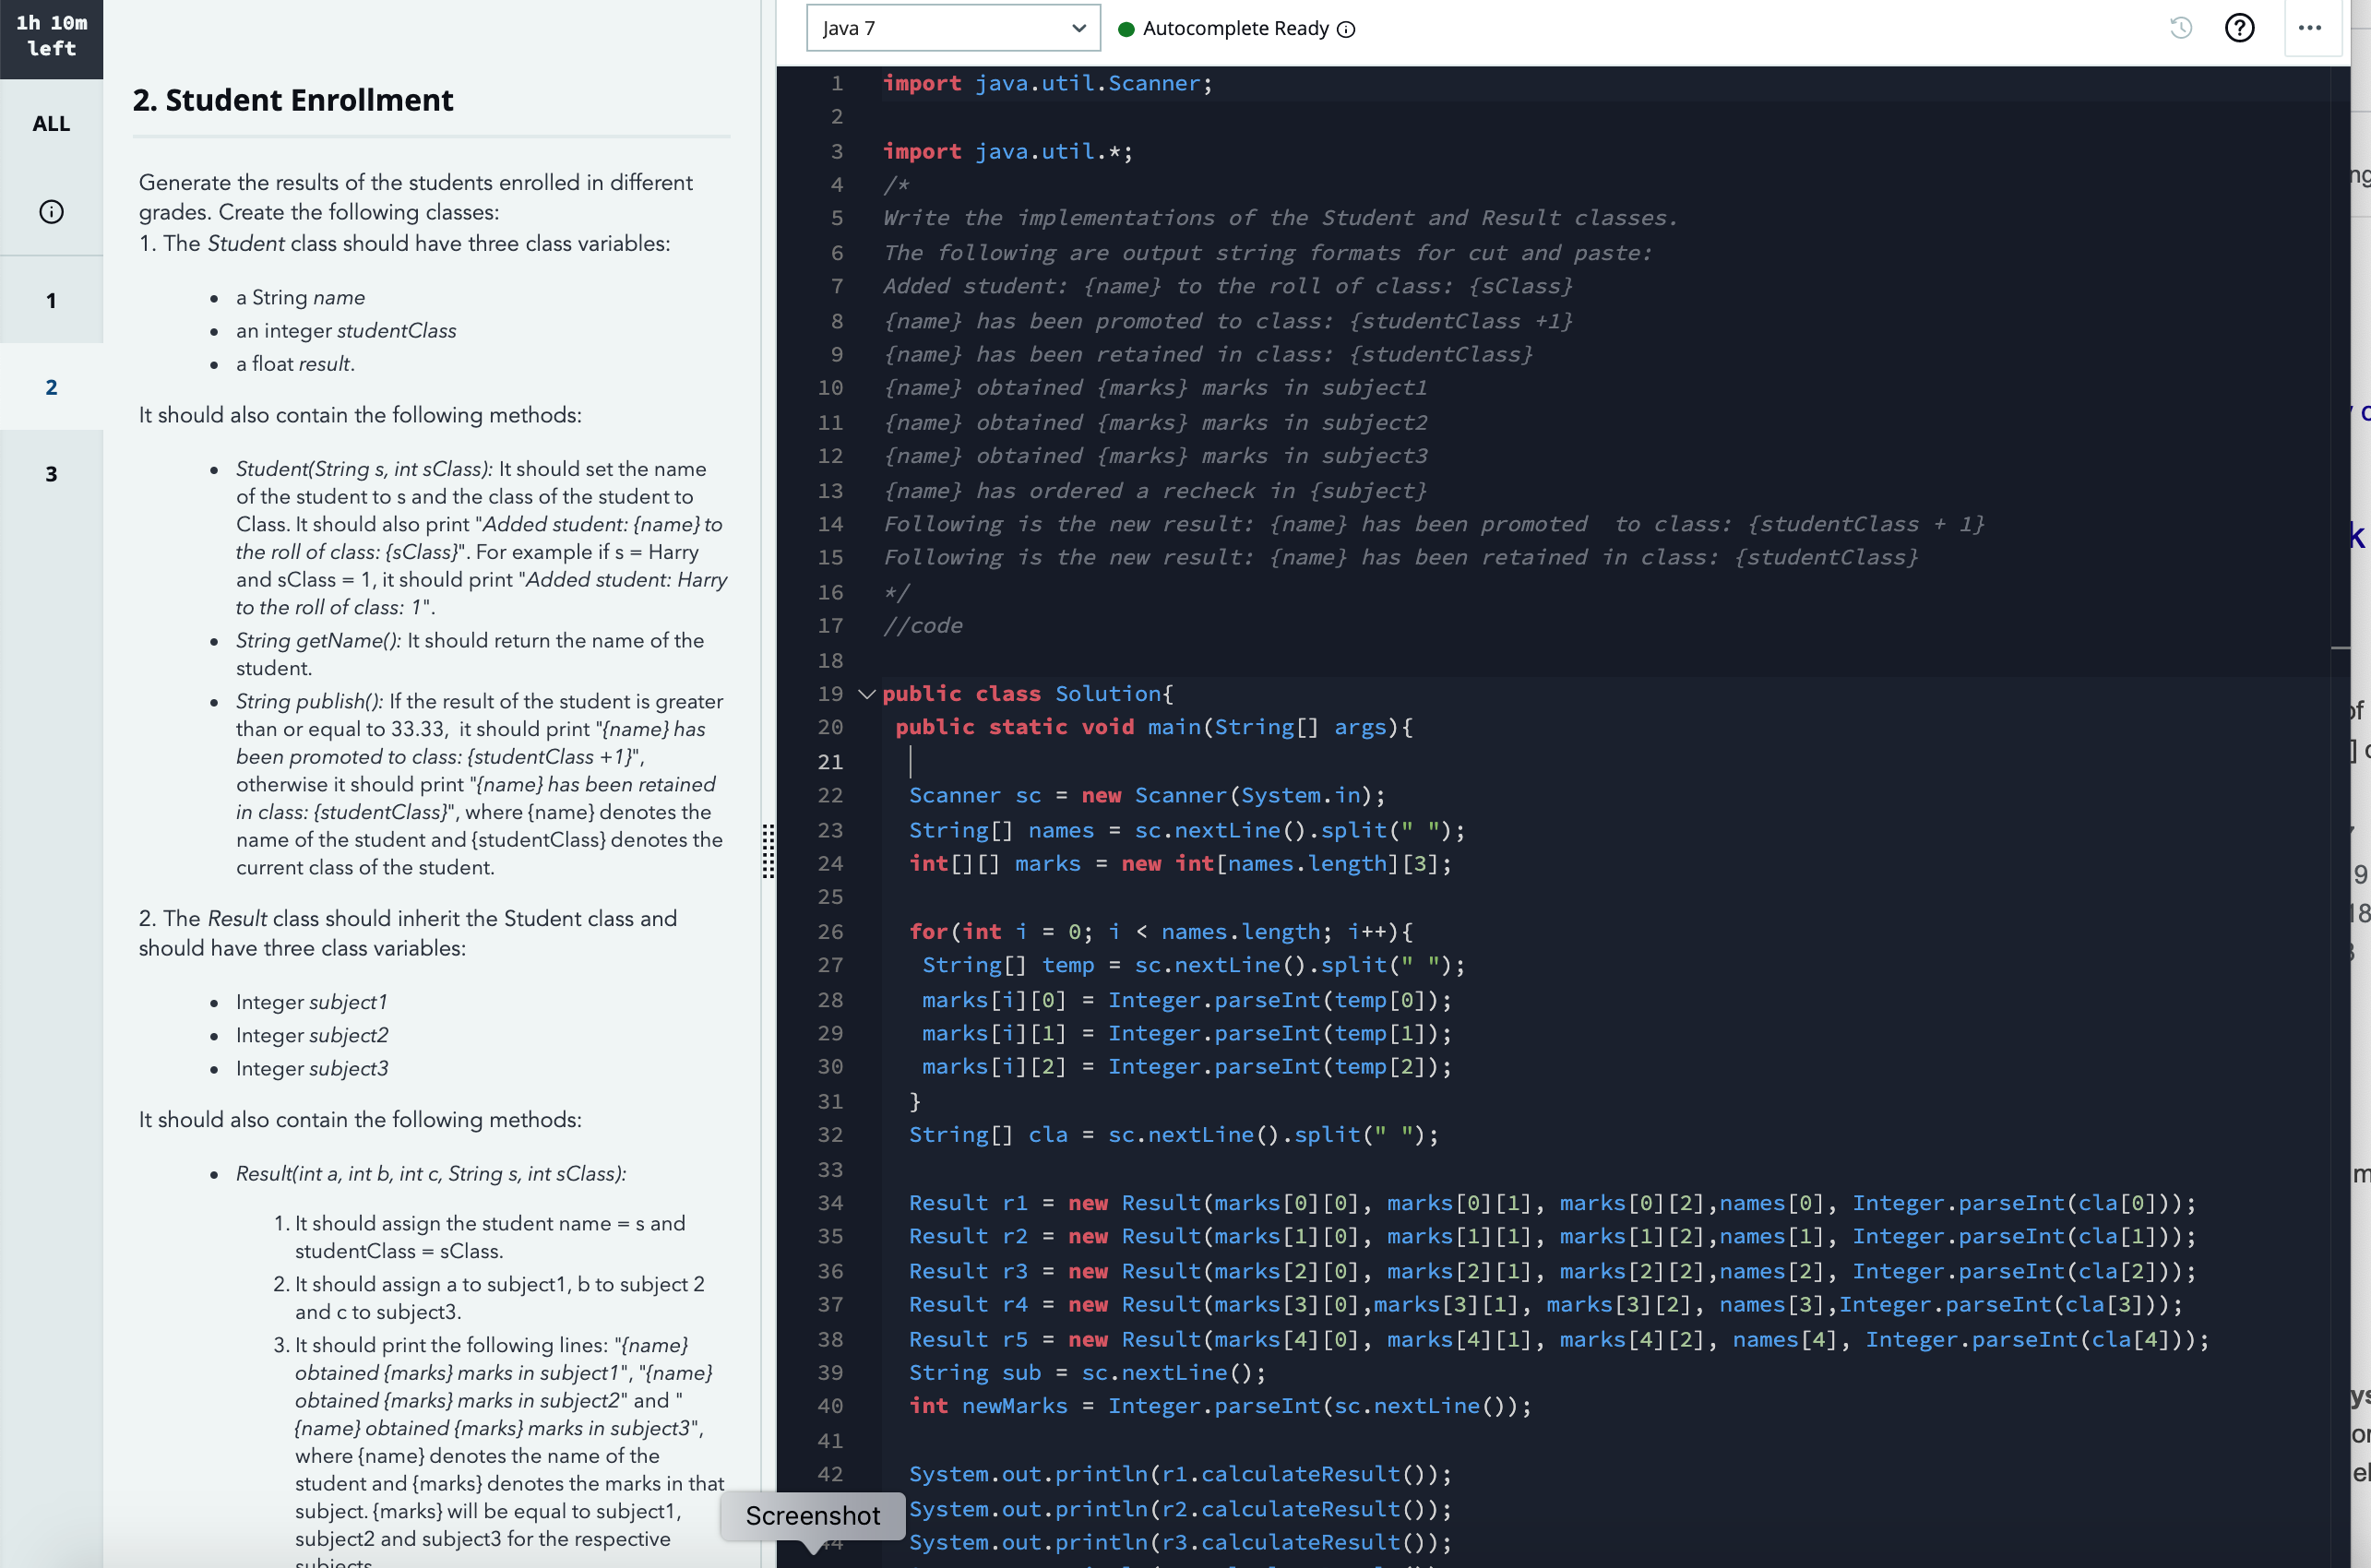 1h 10m
left
ALL
1
2
3
2. Student Enrollment
Generate the results of the students enrolled in different
grades. Create the following classes:
1. The Student class should have three class variables:
• a String name
• an integer studentClass
• a float result.
It should also contain the following methods:
• Student(String s, int sClass): It should set the name
of the student to s and the class of the student to
Class. It should also print "Added student: {name} to
the roll of class: {sClass}". For example if s = Harry
and sClass = 1, it should print "Added student: Harry
to the roll of class: 1".
• String getName(): It should return the name of the
student.
• String publish(): If the result of the student is greater
than or equal to 33.33,  it should print "{name} has
been promoted to class: {studentClass +1}",
otherwise it should print "{name} has been retained
in class: {studentClass}", where {name} denotes the
name of the student and {studentClass} denotes the
current class of the student.
2. The Result class should inherit the Student class and
should have three class variables:
• Integer subject1
• Integer subject2
• Integer subject3
It should also contain the following methods:
• Result(int a, int b, int c, String s, int sClass):
1. It should assign the student name = s and
studentClass = sClass.
2. It should assign a to subject1, b to subject 2
and c to subject3.
3. It should print the following lines: "{name}
obtained {marks} marks in subject1", "{name}
obtained {marks} marks in subject2" and "
{name} obtained {marks} marks in subject3",
where {name} denotes the name of the
student and {marks} denotes the marks in that
subject. {marks} will be equal to subject1,
subject2 and subject3 for the respective
subjects
Java 7
Autocomplete Ready
1 import java.util.Scanner;
2
3 import java.util.*;
4 /*
5 Write the implementations of the Student and Result classes.
6 The following are output string formats for cut and paste:
7 Added student: {name} to the roll of class: {sClass}
8 {name} has been promoted to class: {studentClass +1}
9 {name} has been retained in class: {studentClass}
10 {name} obtained {marks} marks in subject1
11 {name} obtained {marks} marks in subject2
12 {name} obtained {marks} marks in subject3
13 {name} has ordered a recheck in {subject}
14 Following is the new result: {name} has been promoted  to class: {studentClass + 1}
15 Following is the new result: {name} has been retained in class: {studentClass}
16 */
17 //code
18
19 public class Solution{
20 public static void main(String[] args){
21
22 Scanner sc = new Scanner(System.in);
23 String[] names = sc.nextLine().split(" ");
24 int[][] marks = new int[names.length][3];
25
26 for(int i = 0; i < names.length; i++){
27 String[] temp = sc.nextLine().split(" ");
28 marks[i][0] = Integer.parseInt(temp[0]);
29 marks[i][1] = Integer.parseInt(temp[1]);
30 marks[i][2] = Integer.parseInt(temp[2]);
31 }
32 String[] cla = sc.nextLine().split(" ");
33
34 Result r1 = new Result(marks[0][0], marks[0][1], marks[0][2],names[0], Integer.parseInt(cla[0]));
35 Result r2 = new Result(marks[1][0], marks[1][1], marks[1][2],names[1], Integer.parseInt(cla[1]));
36 Result r3 = new Result(marks[2][0], marks[2][1], marks[2][2],names[2], Integer.parseInt(cla[2]));
37 Result r4 = new Result(marks[3][0],marks[3][1], marks[3][2], names[3],Integer.parseInt(cla[3]));
38 Result r5 = new Result(marks[4][0], marks[4][1], marks[4][2], names[4], Integer.parseInt(cla[4]));
39 String sub = sc.nextLine();
40 int newMarks = Integer.parseInt(sc.nextLine());
41
42 System.out.println(r1.calculateResult());
System.out.println(r2.calculateResult());
44 System.out.println(r3.calculateResult());
Screenshot